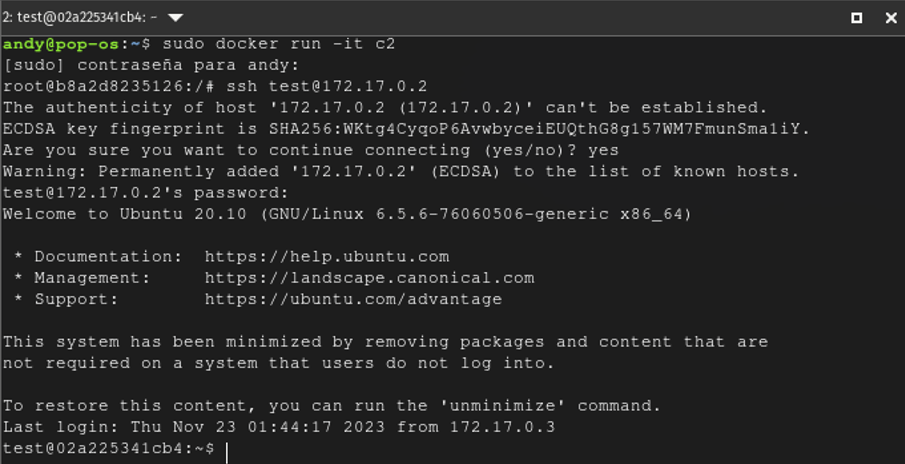 2: test@02a225341cb4: ~
andy@pop-os:~$ sudo docker run -it c2
[sudo] contraseña para andy:
root@b8a2d8235126:/# ssh test@172.17.0.2
The authenticity of host '172.17.0.2 (172.17.0.2)' can't be established.
ECDSA key fingerprint is SHA256:WKtg4CyqoP6AvwbyceiEUQthG8g157WM7FmunSma1iY.
Are you sure you want to continue connecting (yes/no)? yes
Warning: Permanently added '172.17.0.2' (ECDSA) to the list of known hosts.
test@172.17.0.2's password:
Welcome to Ubuntu 20.10 (GNU/Linux 6.5.6-76060506-generic x86_64)
* Documentation:  https://help.ubuntu.com
* Management:     https://landscape.canonical.com
* Support:        https://ubuntu.com/advantage
This system has been minimized by removing packages and content that are
not required on a system that users do not log into.
To restore this content, you can run the 'unminimize' command.
Last login: Thu Nov 23 01:44:17 2023 from 172.17.0.3
test@02a225341cb4:~$